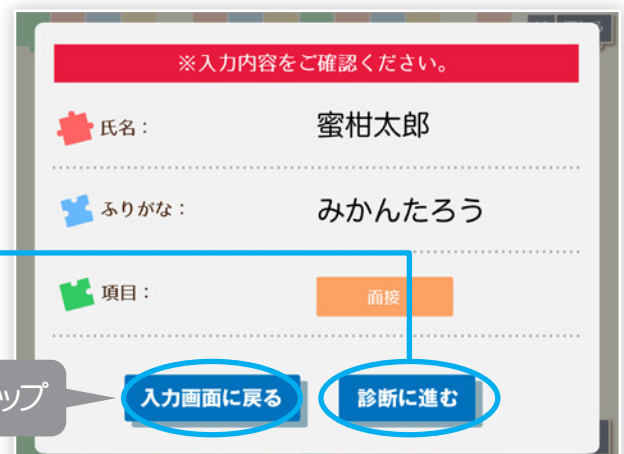 ※入力内容をご確認ください。
氏名：
蜜柑太郎
ふりがな：
みかんたろう
項目：
面接
ップ
入力画面に戻る
診断に進む